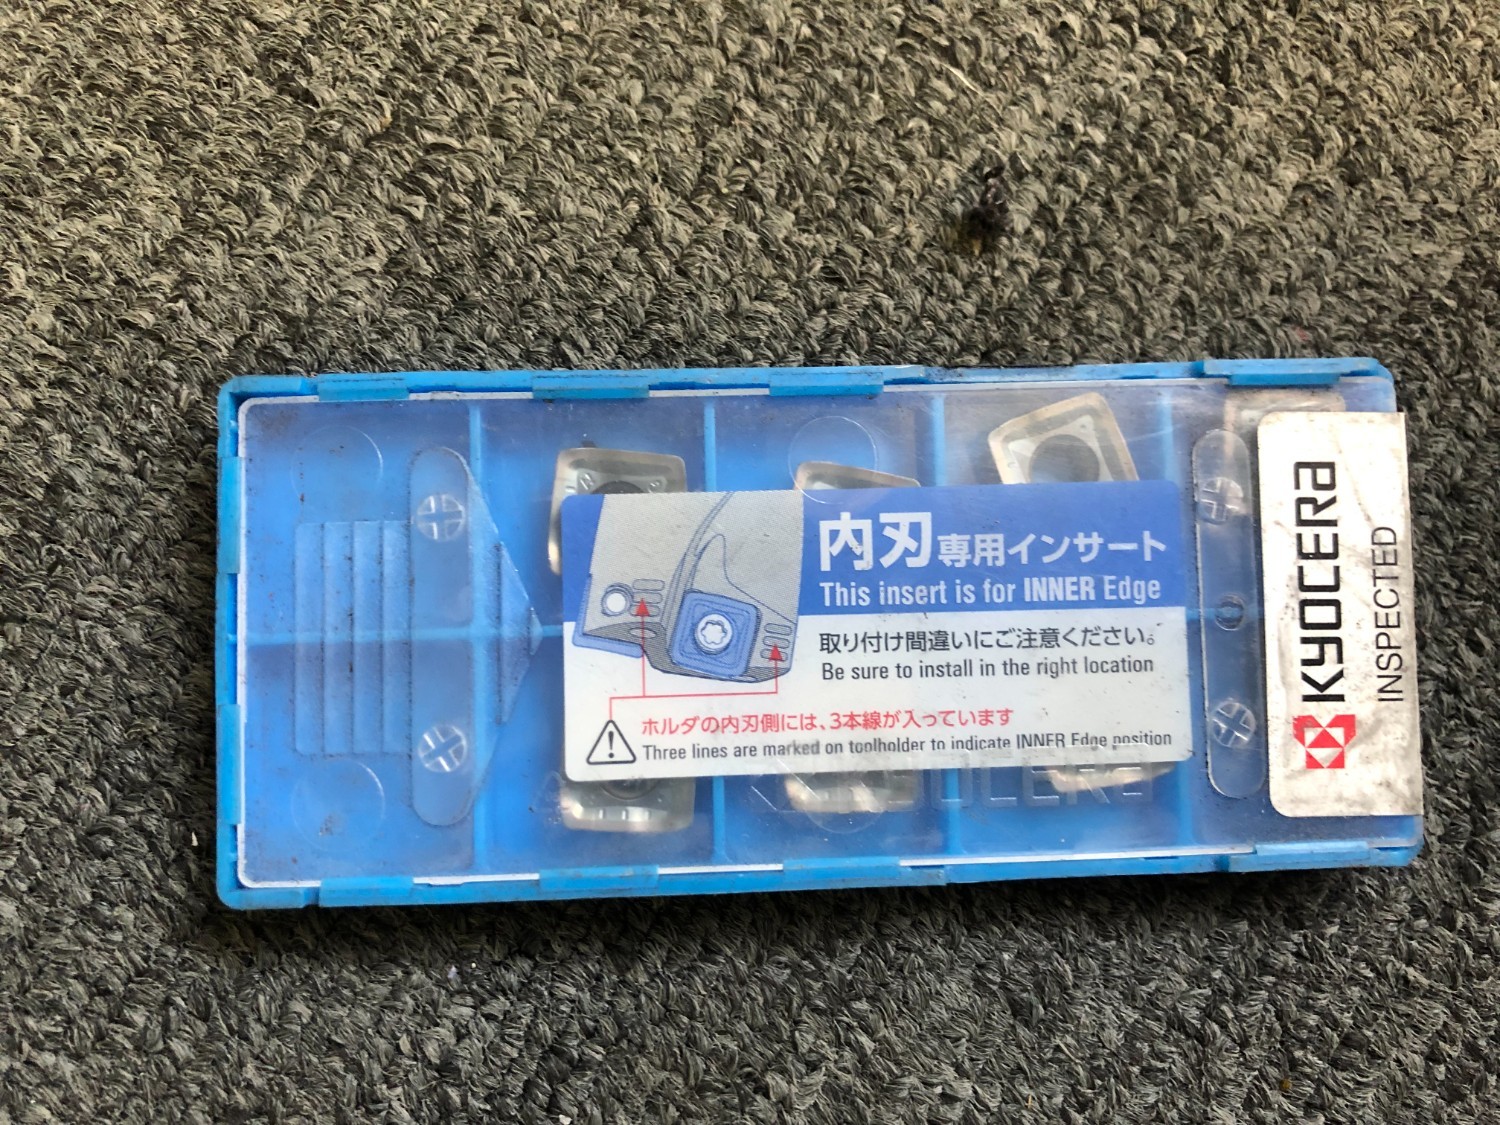 内刃専用インサート
This insert is for INNER Edge
取り付け間違いにご注意ください。
Be sure to install in the right location
ホルダの内刃側には、3本線が入っています
Three lines are marked on toolholder to indicate INNER Edge position
KYOCERA
KYOCERA
INSPECTED